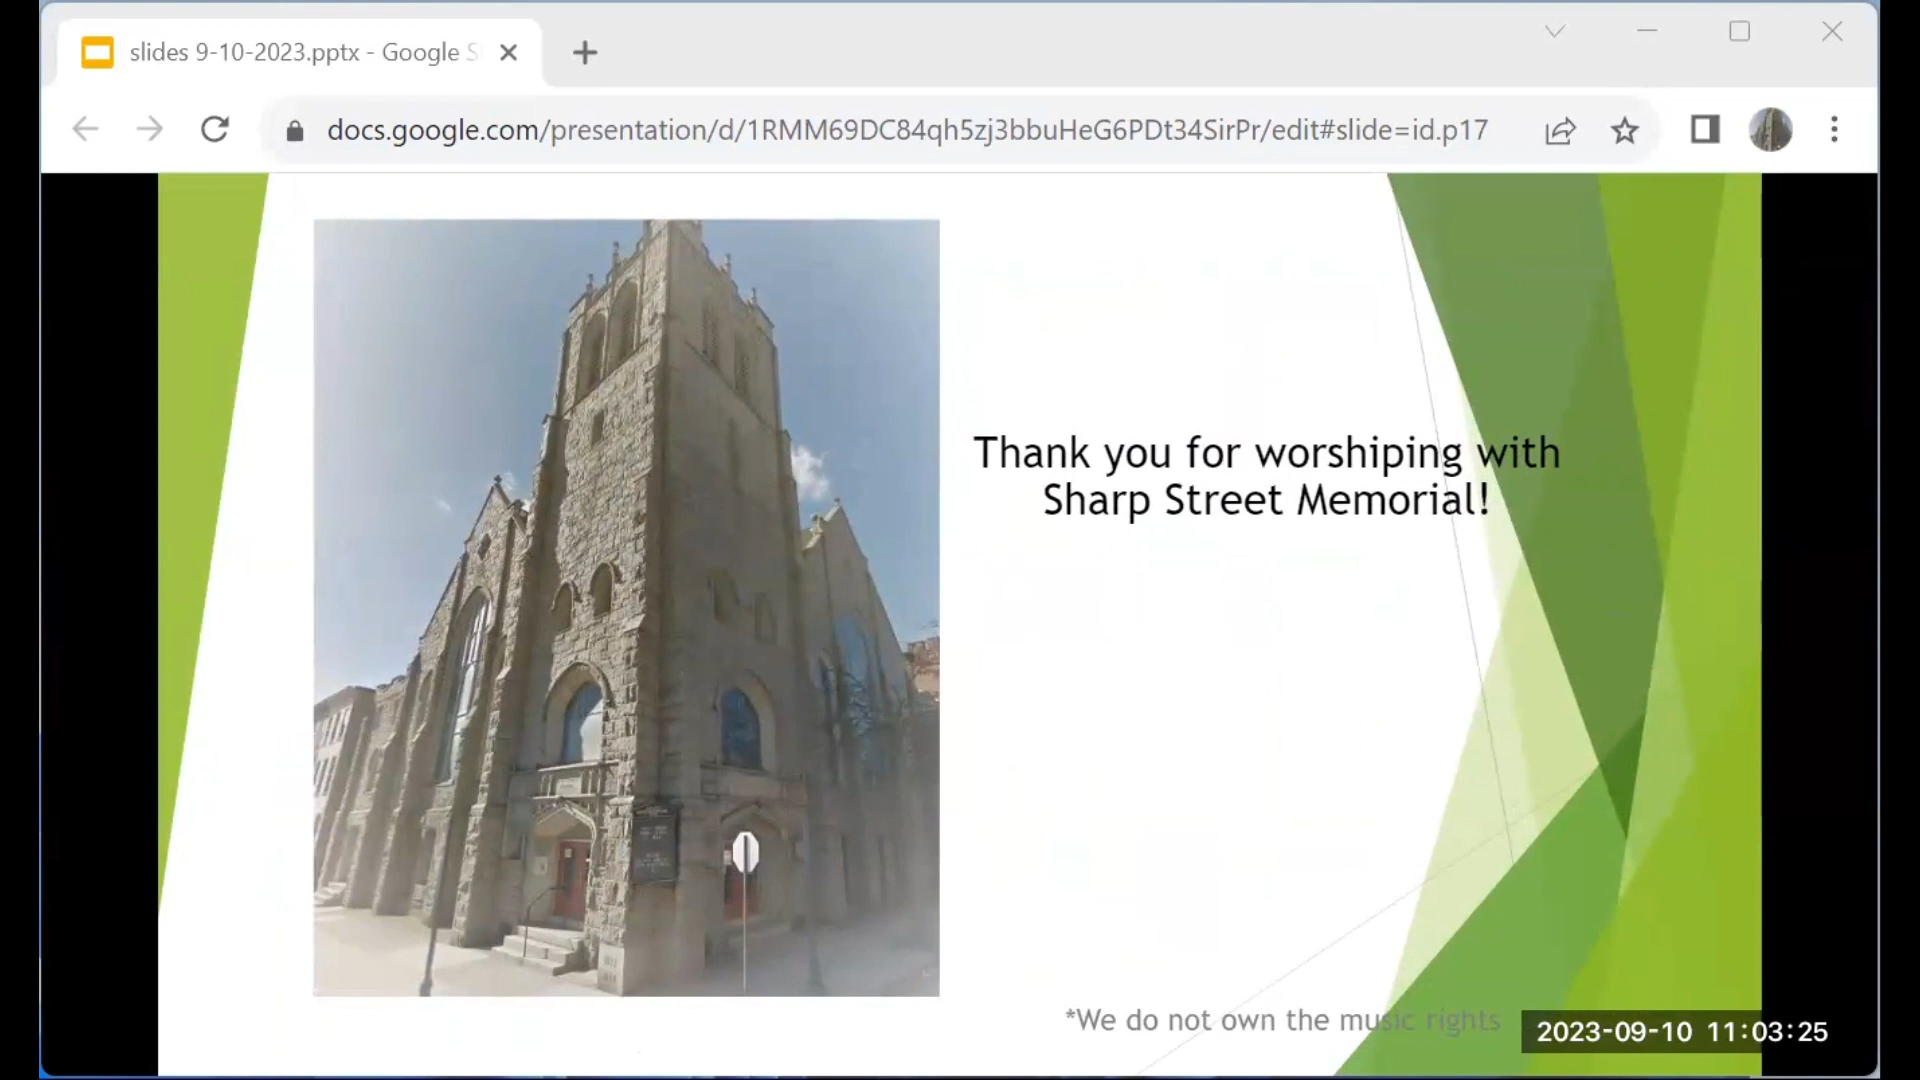 slides 9-10-2023.pptx - Google S
docs.google.com/presentation/d/1RMM69DC84qh5zj3bbuHeG6PDt34SirPr/edit#slide=id.p17
Thank you for worshiping with
Sharp Street Memorial!
*We do not own the music rights
2023-09-10 11:03:25